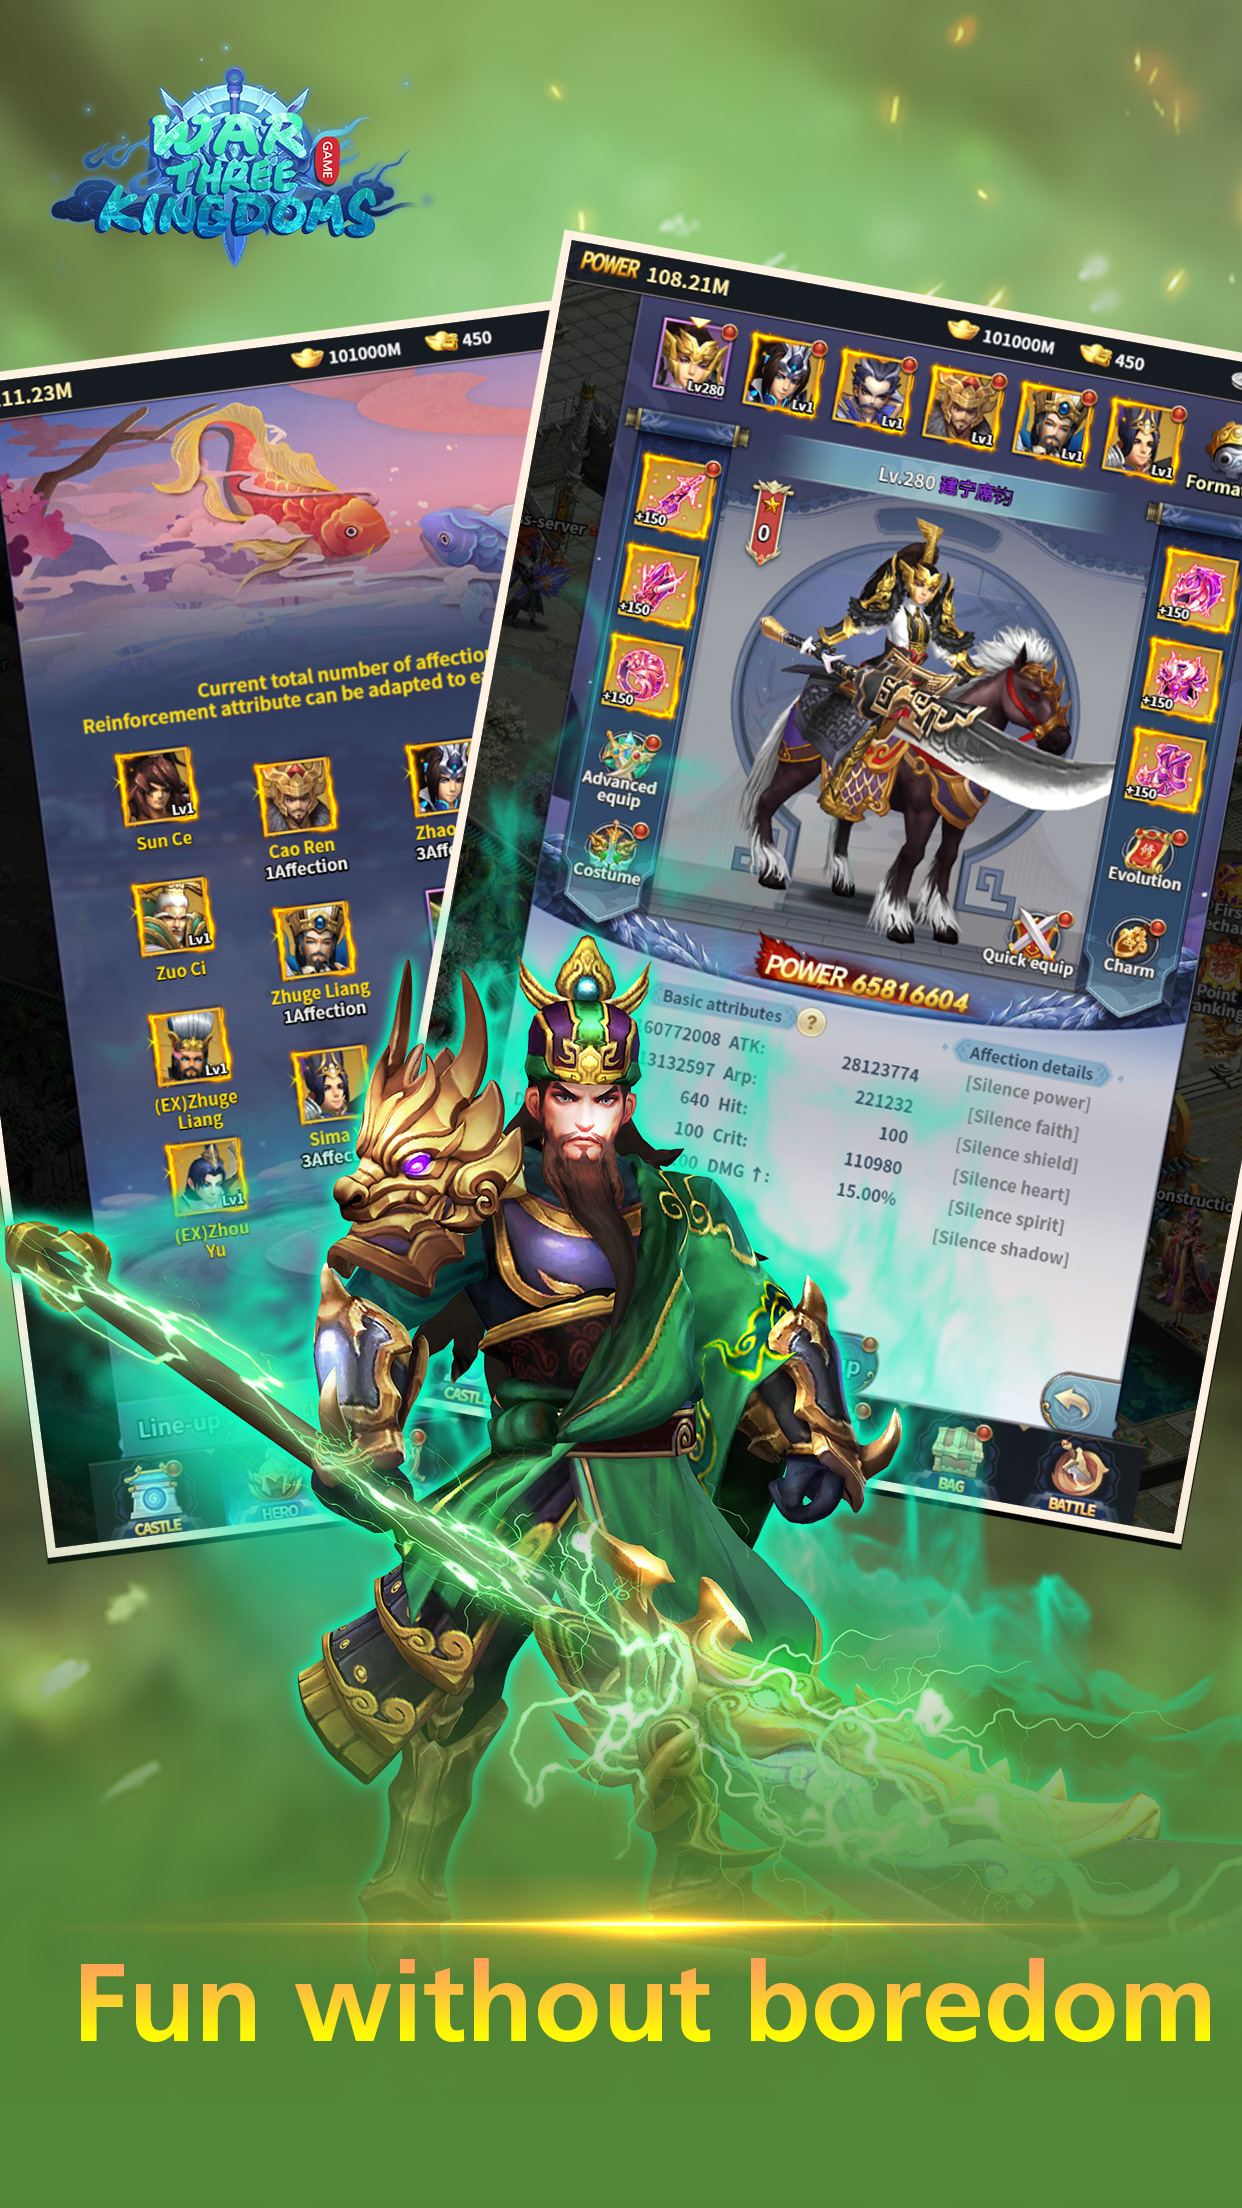 WAR
THREE
KINGDOMS
GAME
11.23M
101000M
450
Current total number of affection
Reinforcement attribute can be adapted to
Lv1
Sun Ce
Cao Ren
1Affection
Lv1
Zuo Ci
Zhuge Liang
1Affection
Lv1
(EX)Zhuge
Liang
Sima
Lv1
(EX)Zhou
Yu
Line-up
CASTLE
HERO
CASTLE
POWER 108.21M
101000M
450
Lv280
Lv1
Lv1
Lv1
Lv1
Lv1
Lv.280
0
+150
+150
+150
+150
+150
+150
Advanced
equip
Costume
Evolution
Charm
Quick equip
POWER 65816604
Basic attributes
?
60772008 ATK:
28123774
3132597 Arp:
221232
640 Hit:
100
100 Crit:
110980
DMG ↑:
15.00%
Affection details
[Silence power]
[Silence faith]
[Silence shield]
[Silence heart]
[Silence spirit]
[Silence shadow]
BAG
BATTLE
Fun without boredom